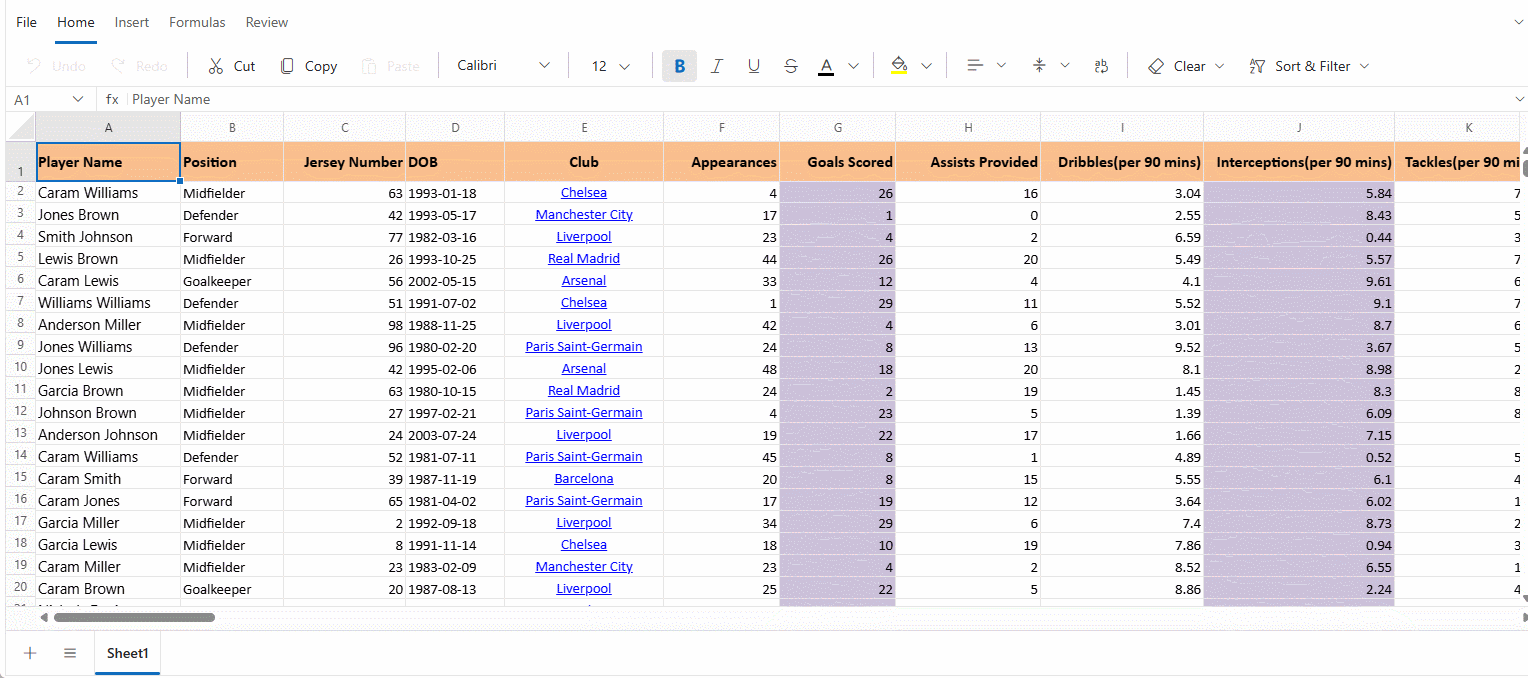 File Home Insert Formulas Review
Undo Redo Cut Copy Paste Calibri 12 B I U S A ab Clear Sort & Filter
A1 fx Player Name
A B C D E F G H I J K
1 Player Name Position Jersey Number DOB Club Appearances Goals Scored Assists Provided Dribbles(per 90 mins) Interceptions(per 90 mins) Tackles(per 90 mi
2 Caram Williams Midfielder 63 1993-01-18 Chelsea 4 26 16 3.04 5.84 7
3 Jones Brown Defender 42 1993-05-17 Manchester City 17 1 0 2.55 8.43 5
4 Smith Johnson Forward 77 1982-03-16 Liverpool 23 4 2 6.59 0.44 3
5 Lewis Brown Midfielder 26 1993-10-25 Real Madrid 44 26 20 5.49 5.57 7
6 Caram Lewis Goalkeeper 56 2002-05-15 Arsenal 33 12 4 4.1 9.61 6
7 Williams Williams Defender 51 1991-07-02 Chelsea 1 29 11 5.52 9.1 7
8 Anderson Miller Midfielder 98 1988-11-25 Liverpool 42 4 6 3.01 8.7 6
9 Jones Williams Defender 96 1980-02-20 Paris Saint-Germain 24 8 13 9.52 3.67 5
10 Jones Lewis Midfielder 42 1995-02-06 Arsenal 48 18 20 8.1 8.98 2
11 Garcia Brown Midfielder 63 1980-10-15 Real Madrid 24 2 19 1.45 8.3 8
12 Johnson Brown Midfielder 27 1997-02-21 Paris Saint-Germain 4 23 5 1.39 6.09 8
13 Anderson Johnson Midfielder 24 2003-07-24 Liverpool 19 22 17 1.66 7.15
14 Caram Williams Defender 52 1981-07-11 Paris Saint-Germain 45 8 1 4.89 0.52 5
15 Caram Smith Forward 39 1987-11-19 Barcelona 20 8 15 5.55 6.1 4
16 Caram Jones Forward 65 1981-04-02 Paris Saint-Germain 17 19 12 3.64 6.02 1
17 Garcia Miller Midfielder 2 1992-09-18 Liverpool 34 29 6 7.4 8.73 2
18 Garcia Lewis Midfielder 8 1991-11-14 Chelsea 18 10 19 7.86 0.94 3
19 Caram Miller Midfielder 23 1983-02-09 Manchester City 23 4 2 8.52 6.55 1
20 Caram Brown Goalkeeper 20 1987-08-13 Liverpool 25 22 5 8.86 2.24 4
Sheet1